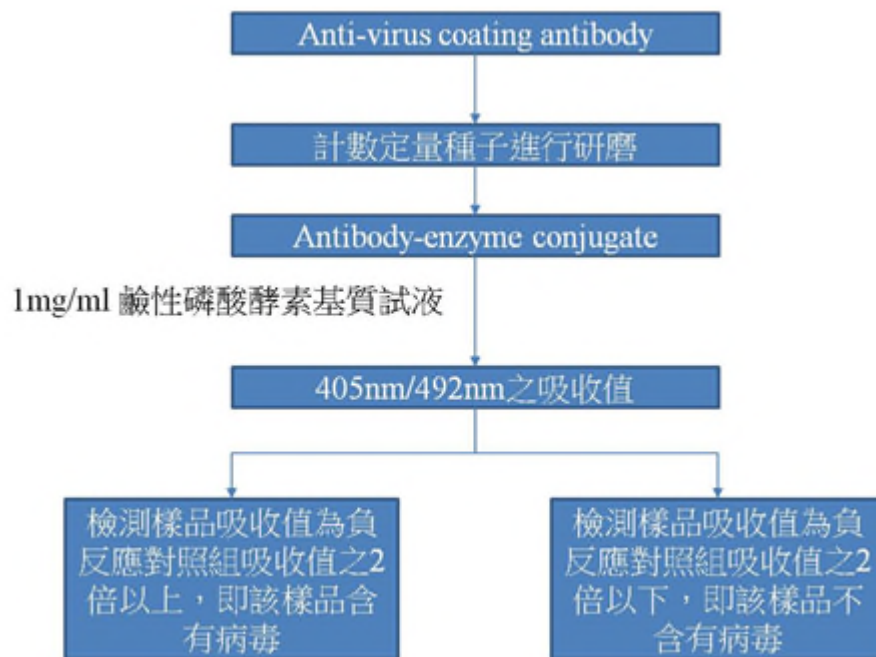 Anti-virus coating antibody
計數定量種子進行研磨
Antibody-enzyme conjugate
1mg/ml 鹼性磷酸酵素基質試液
405nm/492nm之吸收值
檢測樣品吸收值為負
反應對照組吸收值之2
倍以上，即該樣品含
有病毒
檢測樣品吸收值為負
反應對照組吸收值之2
倍以下，即該樣品不
含有病毒